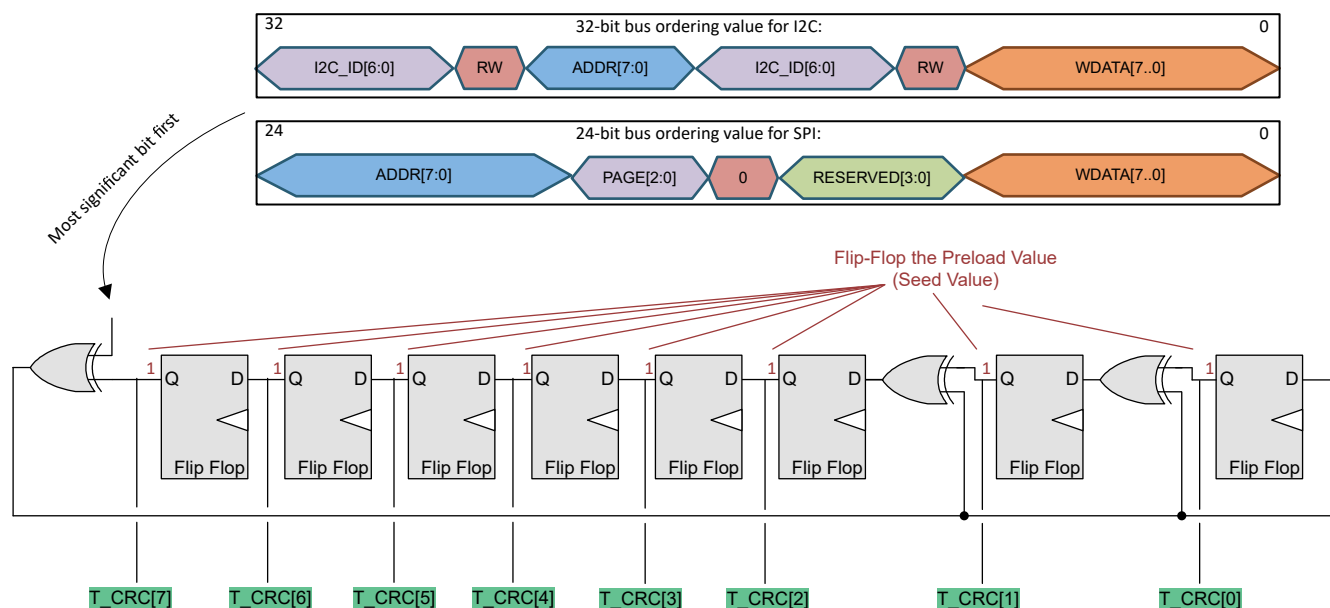 32
32-bit bus ordering value for I2C:
0
I2C_ID[6:0]
RW
ADDR[7:0]
I2C_ID[6:0]
RW
WDATA[7..0]
24
24-bit bus ordering value for SPI:
0
ADDR[7:0]
PAGE[2:0]
0
RESERVED[3:0]
WDATA[7..0]
Most significant bit first
Flip-Flop the Preload Value
(Seed Value)
1 Q D Flip Flop
1 Q D Flip Flop
1 Q D Flip Flop
1 Q D Flip Flop
1 Q D Flip Flop
1 Q D Flip Flop
1 Q D Flip Flop
1 Q D Flip Flop
T_CRC[7]
T_CRC[6]
T_CRC[5]
T_CRC[4]
T_CRC[3]
T_CRC[2]
T_CRC[1]
T_CRC[0]